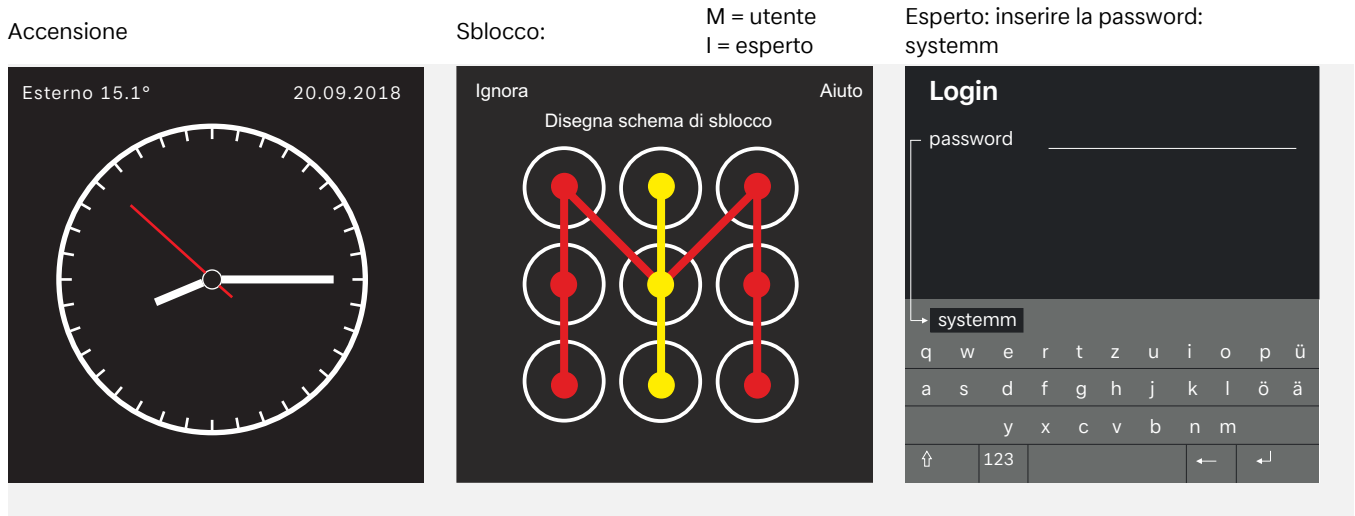 Accensione
Sblocco:
M = utente
I = esperto
Esperto: inserire la password:
systemm
Esterno 15.1°
20.09.2018
Ignora
Aiuto
Disegna schema di sblocco
Login
password
systemm
q w e r t z u i o p ü
a s d f g h j k l ö ä
y x c v b n m
123